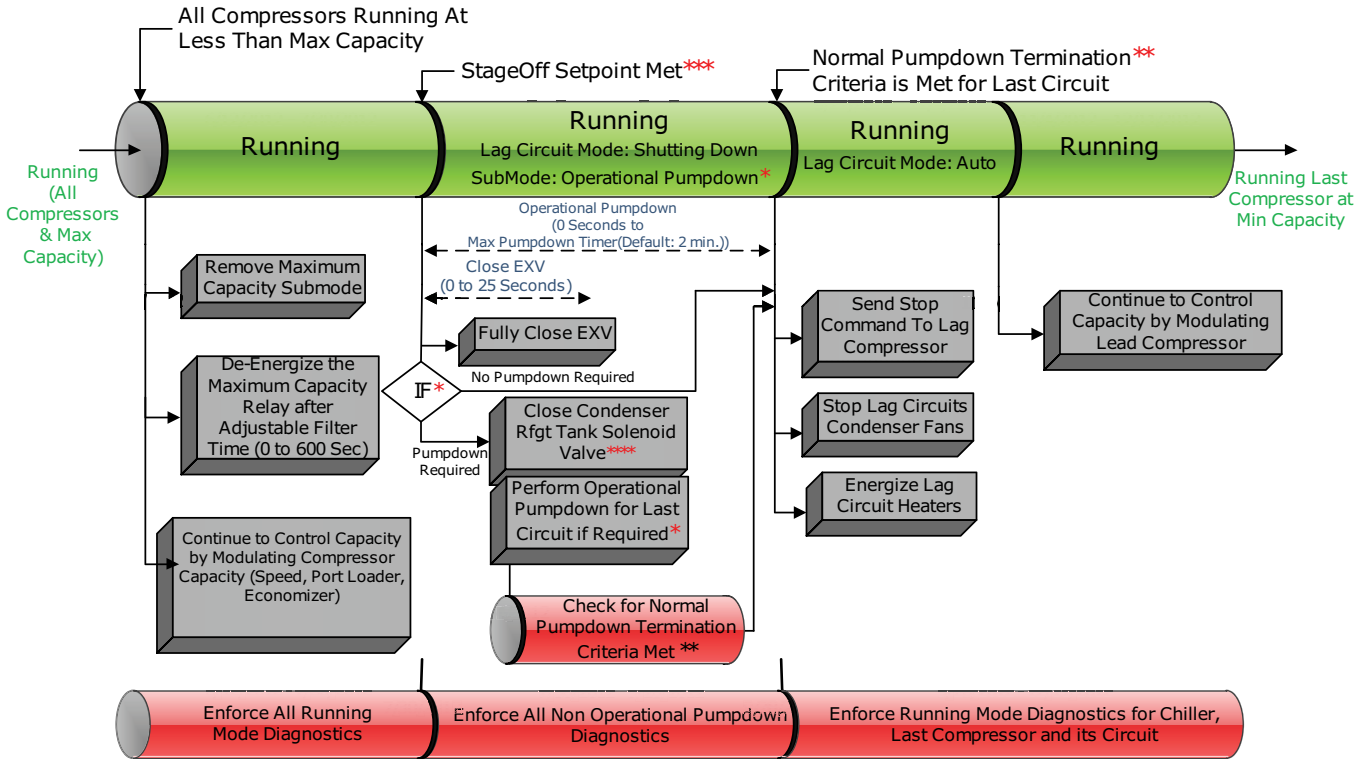 All Compressors Running At
Less Than Max Capacity
StageOff Setpoint Met***
Normal Pumpdown Termination**
Criteria is Met for Last Circuit
Running
(All
Compressors
& Max
Capacity)
Running
Running
Lag Circuit Mode: Shutting Down
SubMode: Operational Pumpdown*
Running
Lag Circuit Mode: Auto
Running
Running Last
Compressor at
Min Capacity
Operational Pumpdown
(0 Seconds to
Max Pumpdown Timer(Default: 2 min.))
Close EXV
(0 to 25 Seconds)
Remove Maximum
Capacity Submode
De-Energize the
Maximum Capacity
Relay after
Adjustable Filter
Time (0 to 600 Sec)
Continue to Control Capacity
by Modulating Compressor
Capacity (Speed, Port Loader,
Economizer)
Fully Close EXV
IF*
No Pumpdown Required
Pumpdown
Required
Close Condenser
Rfgt Tank Solenoid
Valve****
Perform Operational
Pumpdown for Last
Circuit if Required*
Check for Normal
Pumpdown Termination
Criteria Met **
Send Stop
Command To Lag
Compressor
Stop Lag Circuits
Condenser Fans
Energize Lag
Circuit Heaters
Continue to Control
Capacity by Modulating
Lead Compressor
Enforce All Running
Mode Diagnostics
Enforce All Non Operational Pumpdown
Diagnostics
Enforce Running Mode Diagnostics for Chiller,
Last Compressor and its Circuit